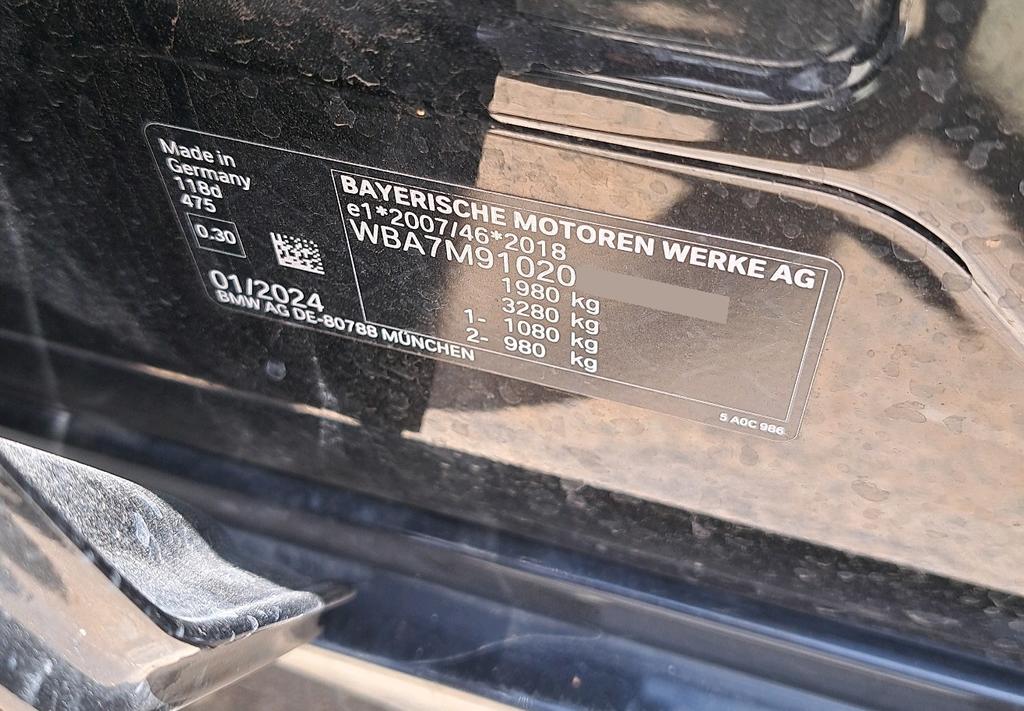 Made in
Germany
118d
475
0.30
01/2024
BMW AG DE-80788 MÜNCHEN
BAYERISCHE MOTOREN WERKE AG
e1*2007/46*2018
WBA7M91020
1980 kg
3280 kg
1- 1080 kg
2- 980 kg
5 A0C 986